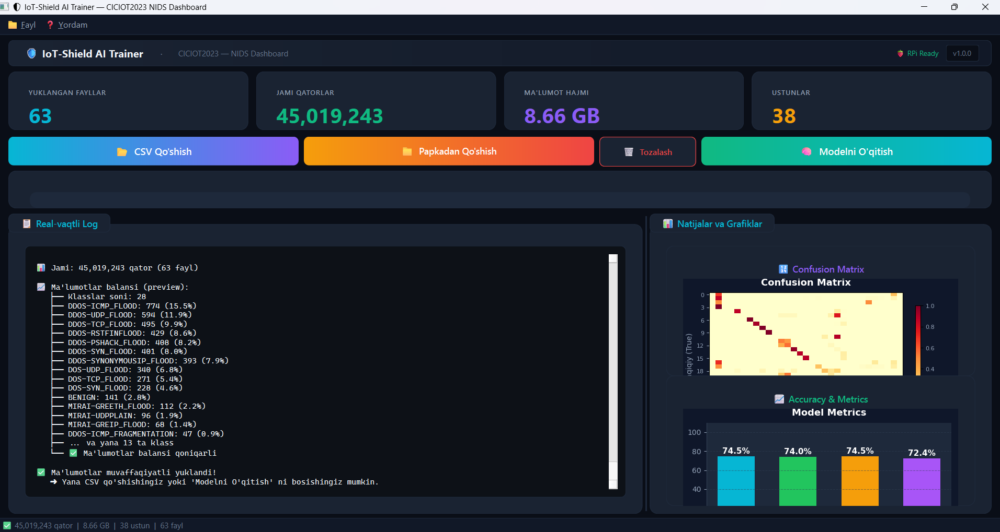 IoT-Shield AI Trainer — CICIOT2023 NIDS Dashboard
Fayl Yordam
IoT-Shield AI Trainer · CICIOT2023 — NIDS Dashboard RPi Ready v1.0.0
YUKLANGAN FAYLLAR
63
JAMI QATORLAR
45,019,243
MA'LUMOT HAJMI
8.66 GB
USTUNLAR
38
CSV Qo'shish
Papkadan Qo'shish
Tozalash
Modelni O'qitish
Real-vaqtli Log
Jami: 45,019,243 qator (63 fayl)
Ma'lumotlar balansi (preview):
├── Klasslar soni: 28
├── DDOS-ICMP_FLOOD: 774 (15.5%)
├── DDOS-UDP_FLOOD: 594 (11.9%)
├── DDOS-TCP_FLOOD: 495 (9.9%)
├── DDOS-RSTFINFLOOD: 429 (8.6%)
├── DDOS-PSHACK_FLOOD: 408 (8.2%)
├── DDOS-SYN_FLOOD: 401 (8.0%)
├── DDOS-SYNONYMOUSIP_FLOOD: 393 (7.9%)
├── DOS-UDP_FLOOD: 340 (6.8%)
├── DOS-TCP_FLOOD: 271 (5.4%)
├── DOS-SYN_FLOOD: 228 (4.6%)
├── BENIGN: 141 (2.8%)
├── MIRAI-GREETH_FLOOD: 112 (2.2%)
├── MIRAI-UDPPLAIN: 96 (1.9%)
├── MIRAI-GREIP_FLOOD: 68 (1.4%)
├── DDOS-ICMP_FRAGMENTATION: 47 (0.9%)
├── ... va yana 13 ta klass
└── ✅ Ma'lumotlar balansi qoniqarli
✅ Ma'lumotlar muvaffaqiyatli yuklandi!
➜ Yana CSV qo'shishingiz yoki 'Modelni O'qitish' ni bosishingiz mumkin.
Natijalar va Grafiklar
Confusion Matrix
Confusion Matrix
0
3
6
9
12
15
18
(True)
1.0
0.8
0.6
0.4
Accuracy & Metrics
Model Metrics
100
80
60
40
74.5% 74.0% 74.5% 72.4%
✅ 45,019,243 qator | 8.66 GB | 38 ustun | 63 fayl